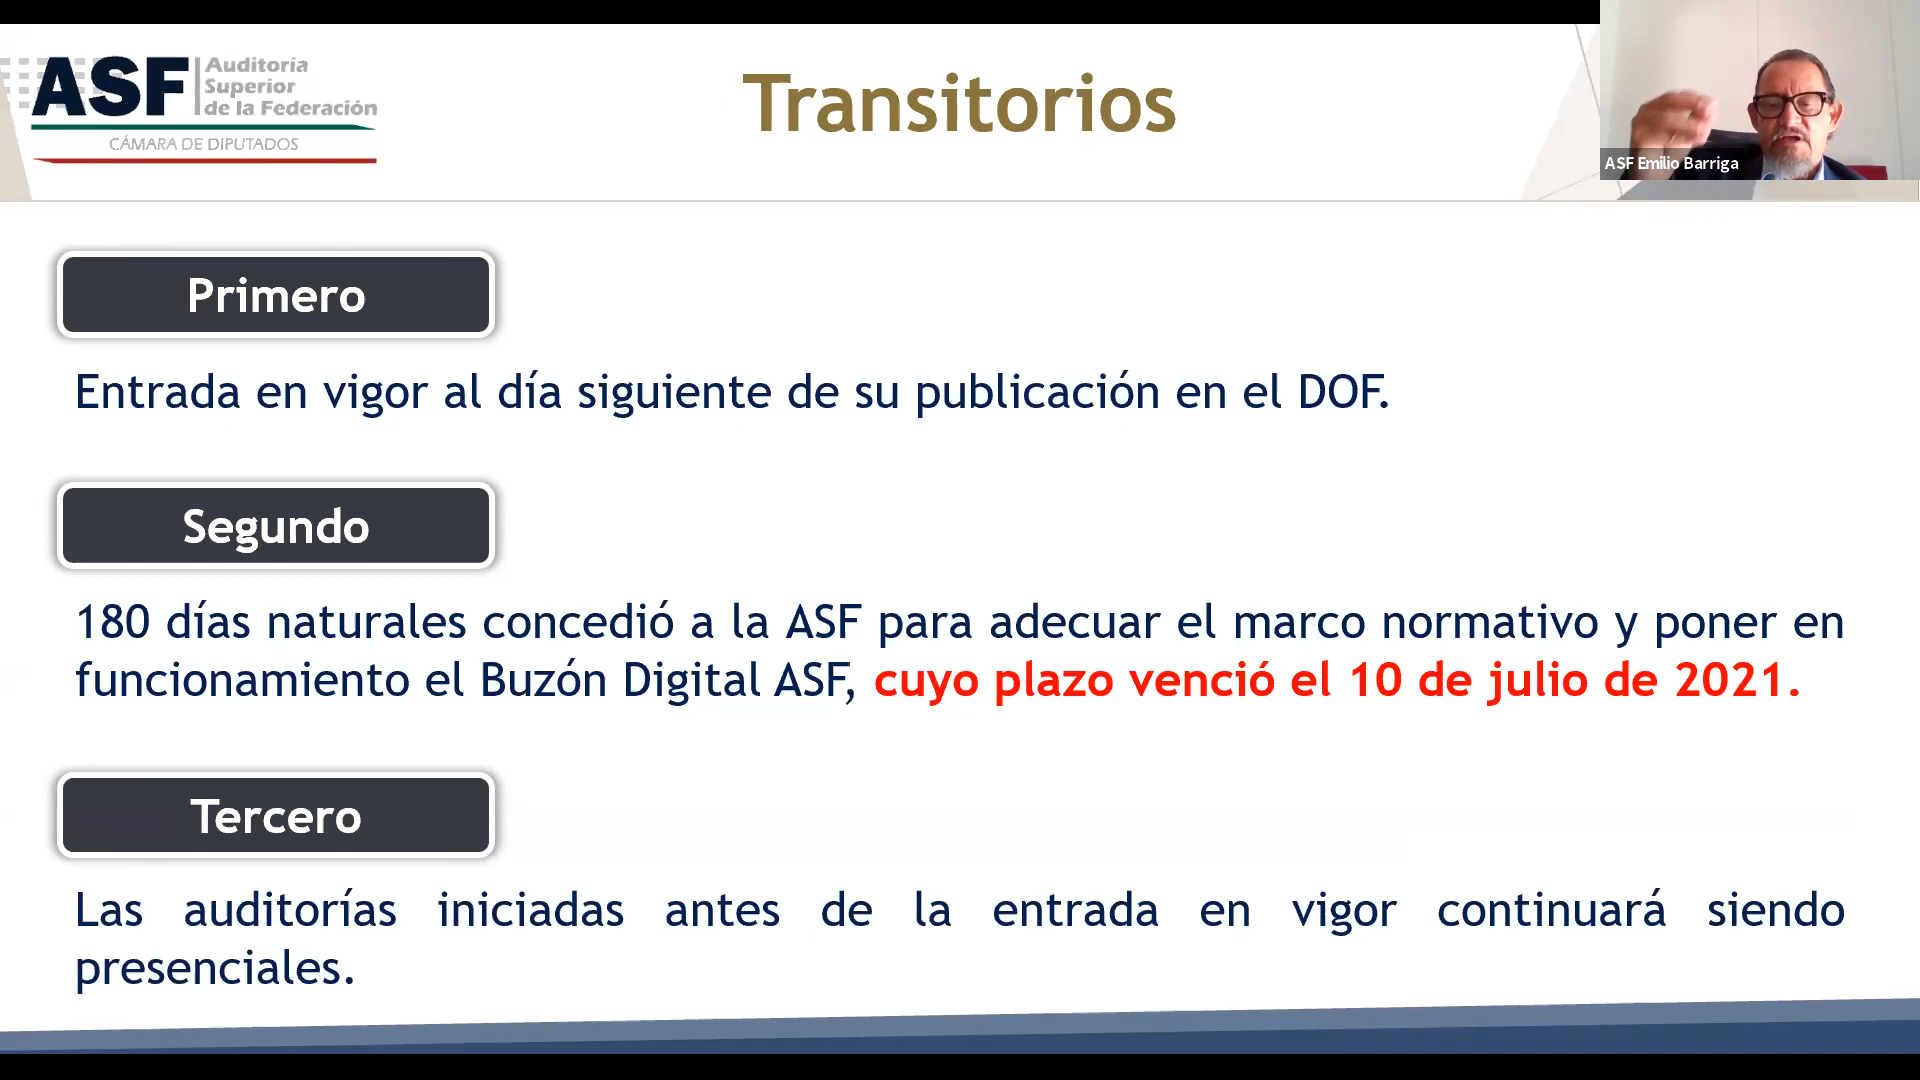 ASF
Auditoría
Superior
de la Federación
CÁMARA DE DIPUTADOS
Transitorios
ASF Emilio Barriga
Primero
Entrada en vigor al día siguiente de su publicación en el DOF.
Segundo
180 días naturales concedió a la ASF para adecuar el marco normativo y poner en
funcionamiento el Buzón Digital ASF, cuyo plazo venció el 10 de julio de 2021.
Tercero
Las auditorías iniciadas antes de la entrada en vigor continuará siendo
presenciales.